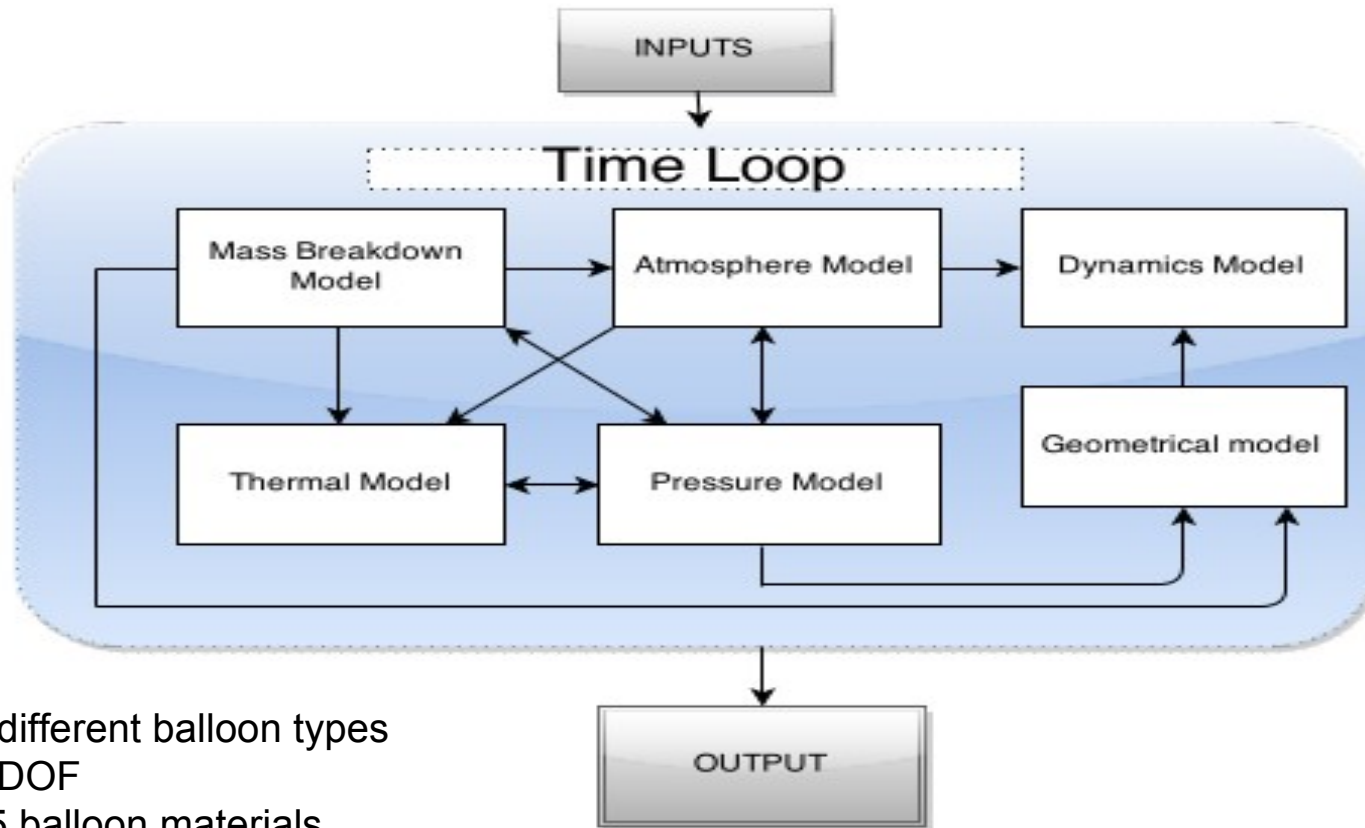 INPUTS
Time Loop
Mass Breakdown
Model
Atmosphere Model
Dynamics Model
Thermal Model
Pressure Model
Geometrical model
OUTPUT
different balloon types
DOF
balloon materials